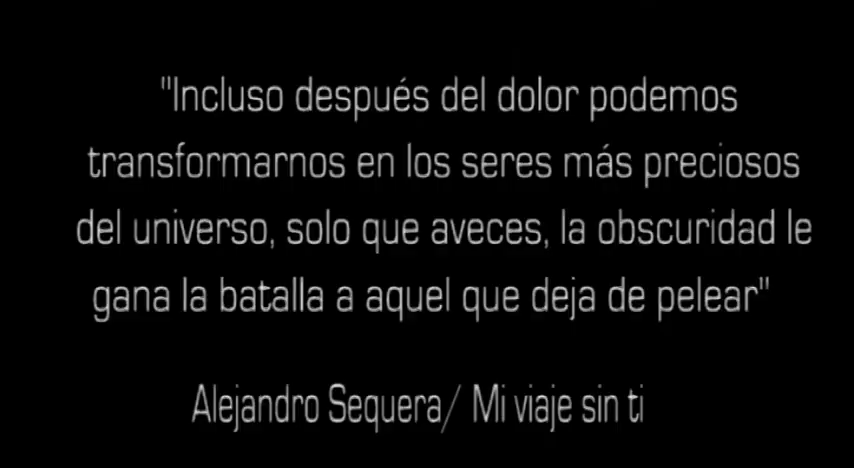 "Incluso después del dolor podemos
transformarnos en los seres más preciosos
del universo, solo que aveces, la obscuridad le
gana la batalla a aquel que deja de pelear"
Alejandro Sequera/ Mi viaje sin ti